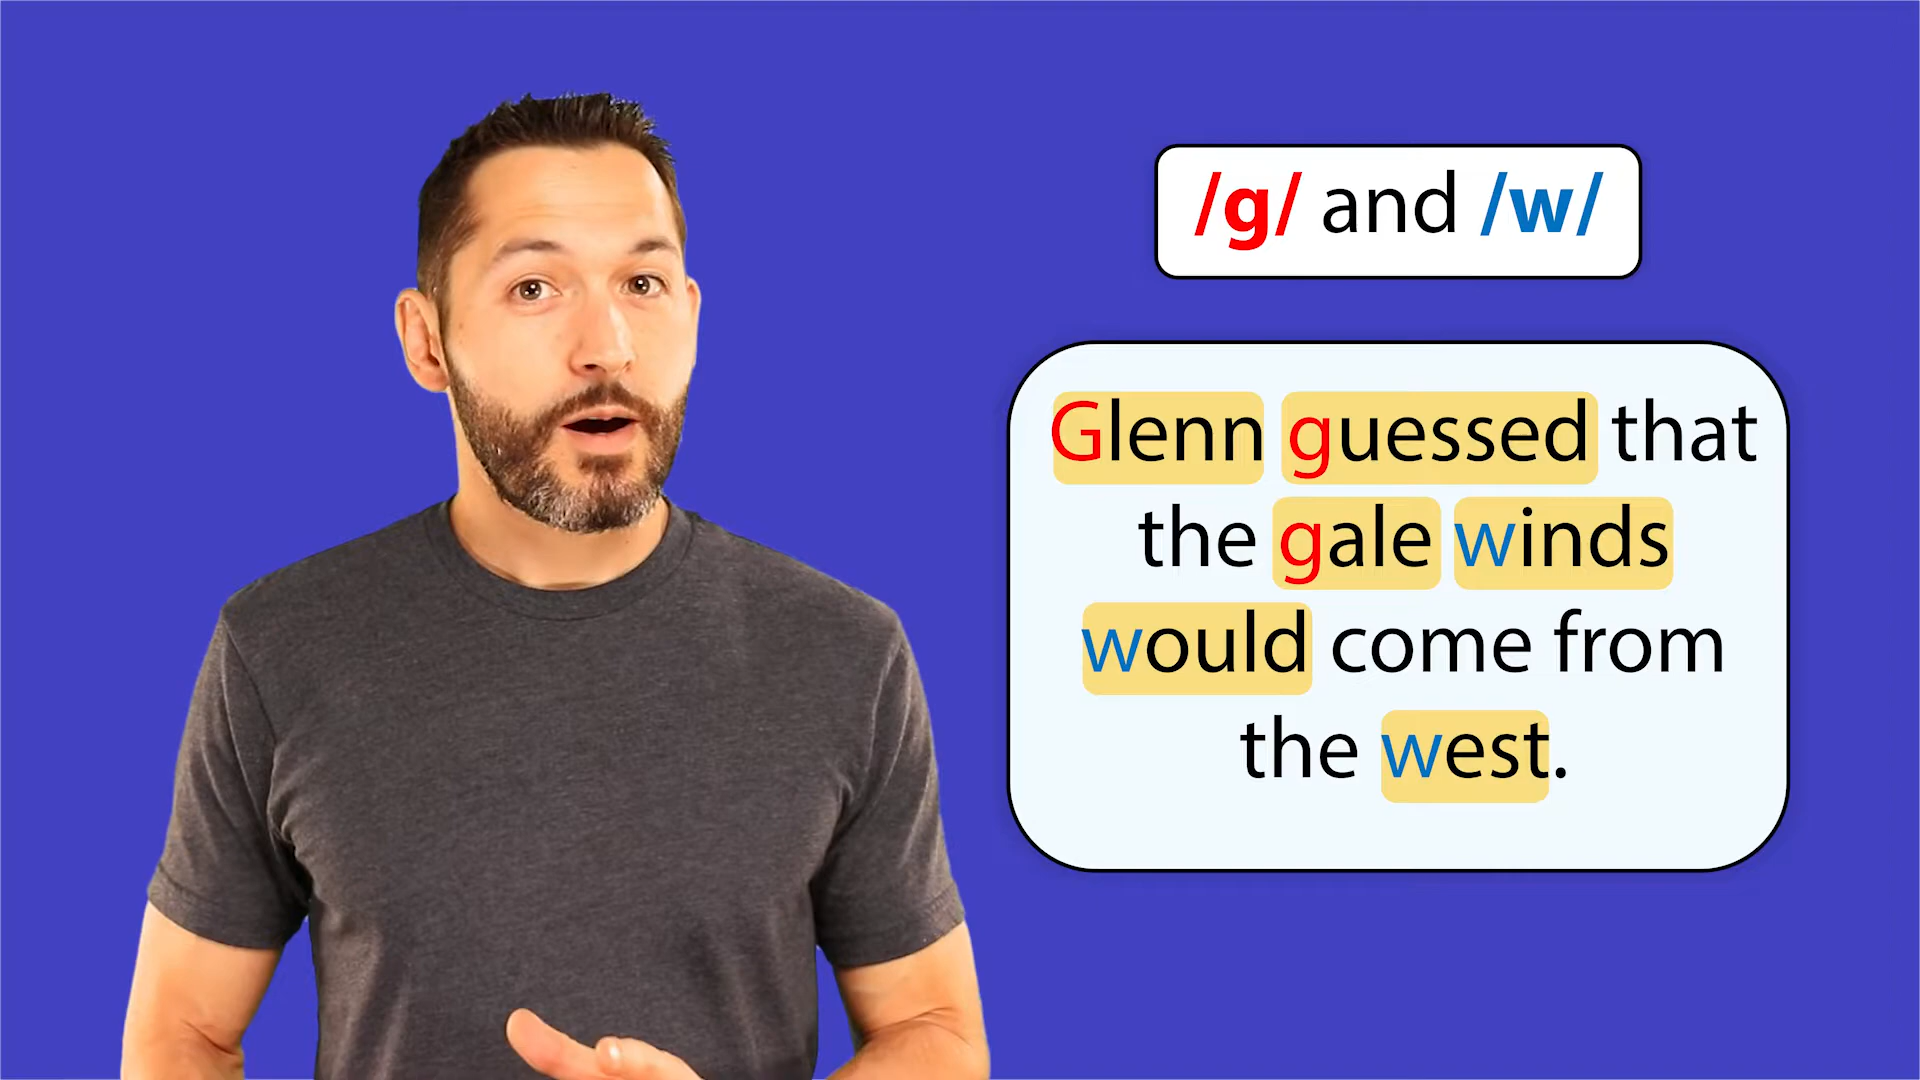 /g/ and /w/
Glenn guessed that
the gale winds
would come from
the west.